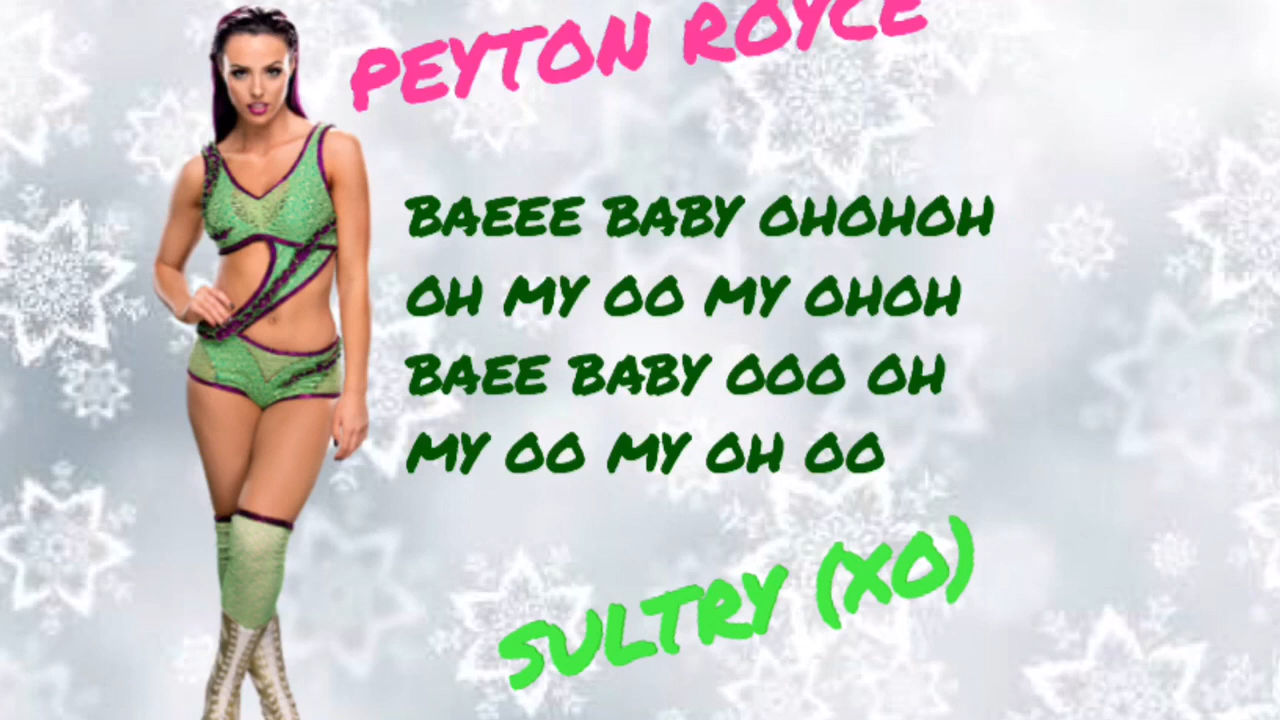 PEYTON ROYCE
BAEEE BABY OHOHOH
OH MY OO MY OHOH
BAEE BABY OOO OH
MY OO MY OH OO
SULTRY (XO)